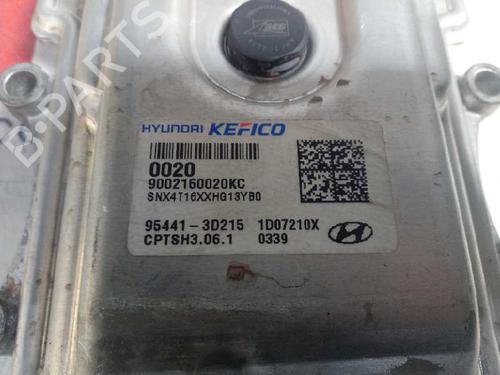 HYUNDAI KEFICO
0020
9002160020KC
SNX4T16XXHG13YB0
95441-3D215 1D07210X
CPTSH3.06.1 0339
B-PARTS